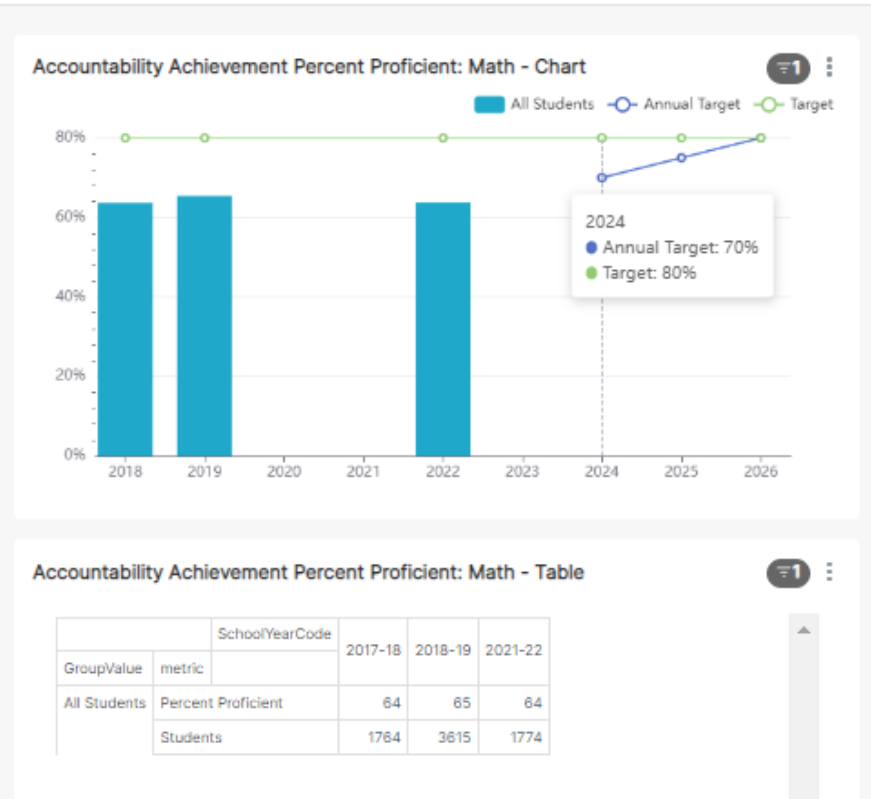 Accountability Achievement Percent Proficient: Math - Chart
1
All Students Annual Target Target
80%
60%
40%
20%
0%
2024
Annual Target: 70%
Target: 80%
2018 2019 2020 2021 2022 2023 2024 2025 2026
Accountability Achievement Percent Proficient: Math - Table
1
SchoolYearCode 2017-18 2018-19 2021-22
GroupValue metric
All Students Percent Proficient 64 65 64
Students 1764 3615 1774